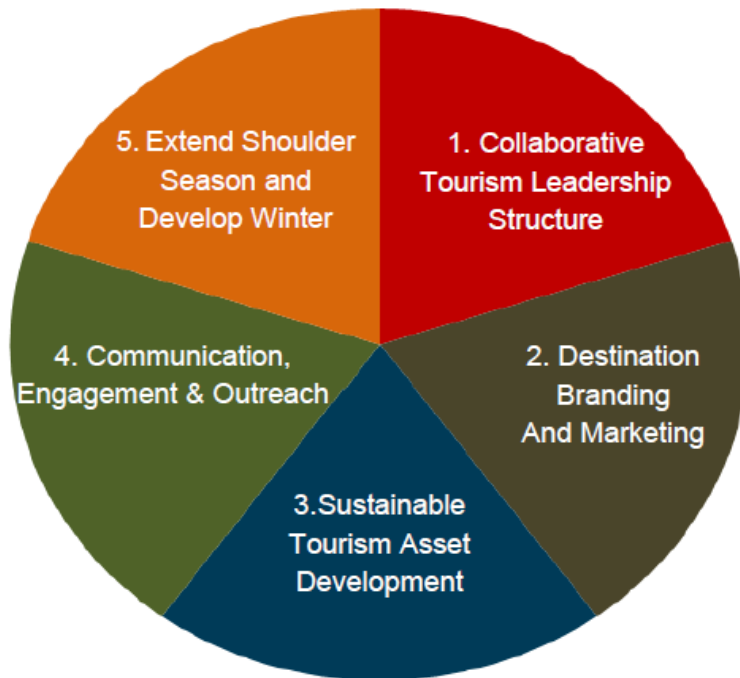 1. Collaborative
Tourism Leadership
Structure
2. Destination
Branding
And Marketing
3.Sustainable
Tourism Asset
Development
4. Communication,
Engagement & Outreach
5. Extend Shoulder
Season and
Develop Winter